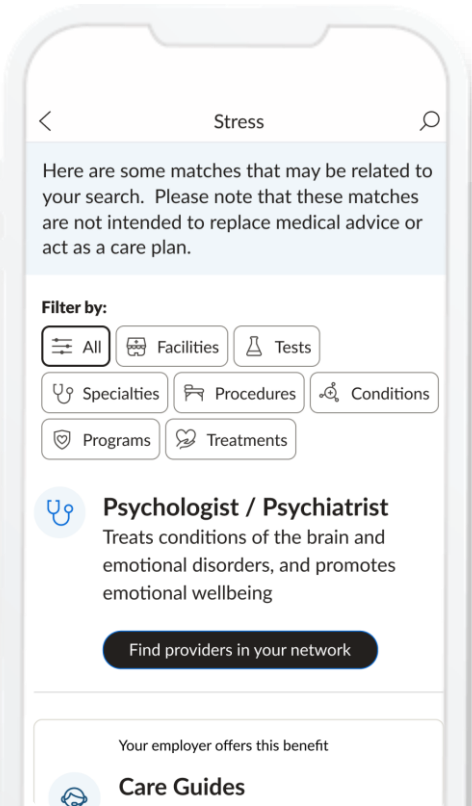 Stress
Here are some matches that may be related to
your search.  Please note that these matches
are not intended to replace medical advice or
act as a care plan.
Filter by:
All
Facilities
Tests
Specialties
Procedures
Conditions
Programs
Treatments
Psychologist / Psychiatrist
Treats conditions of the brain and
emotional disorders, and promotes
emotional wellbeing
Find providers in your network
Your employer offers this benefit
Care Guides